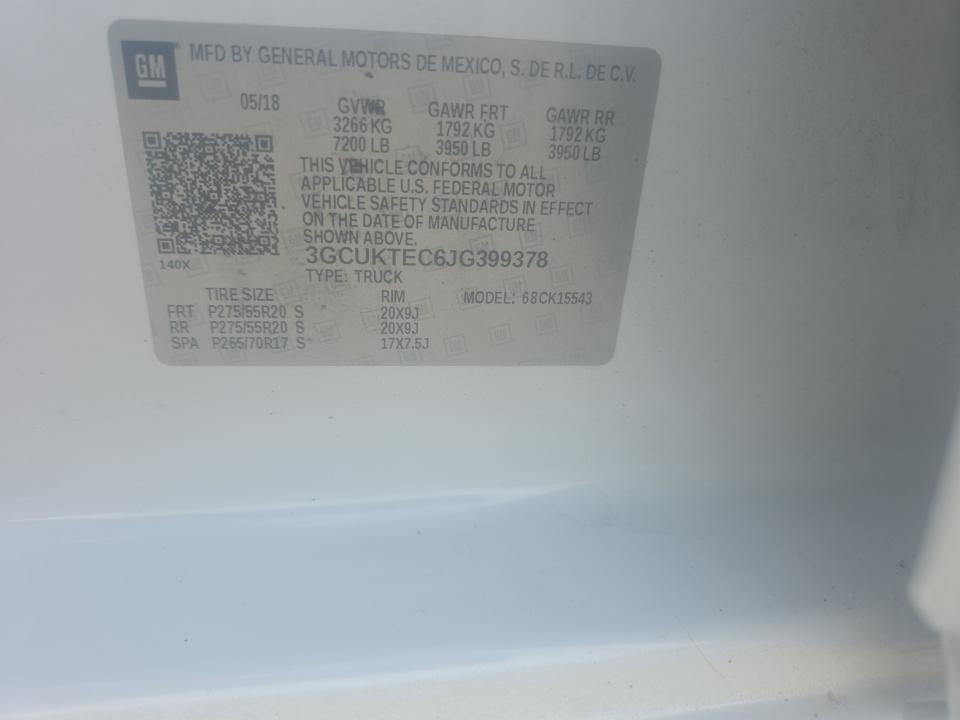 GM MFD BY GENERAL MOTORS DE MEXICO, S. DE R.L. DE C.V.
05/18 GVWR GAWR FRT GAWR RR
3266 KG 1792 KG 1792 KG
7200 LB 3950 LB 3950 LB
THIS VEHICLE CONFORMS TO ALL
APPLICABLE U.S. FEDERAL MOTOR
VEHICLE SAFETY STANDARDS IN EFFECT
ON THE DATE OF MANUFACTURE
SHOWN ABOVE.
140X
3GCUKTEC6JG399378
TYPE: TRUCK
TIRE SIZE RIM MODEL: 68CK15543
FRT P275/55R20 S 20X9J
RR P275/55R20 S 20X9J
SPA P265/70R17 S 17X7.5J